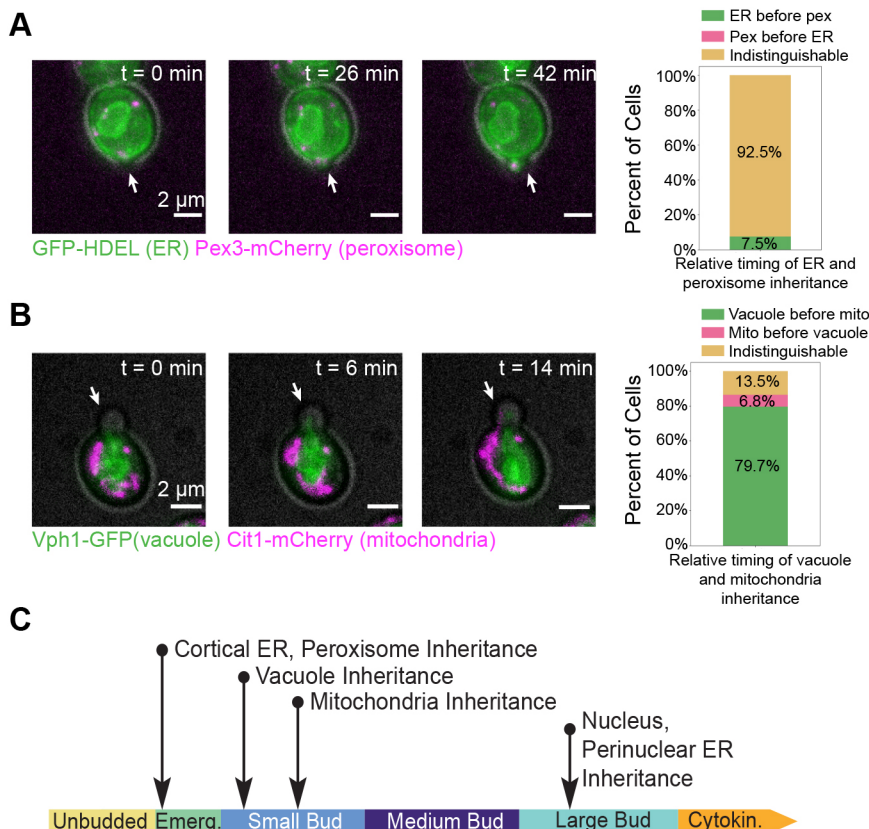 A
t = 0 min
t = 26 min
t = 42 min
2 µm
GFP-HDEL (ER) Pex3-mCherry (peroxisome)
ER before pex
Pex before ER
Indistinguishable
Percent of Cells
100%
80%
60%
40%
20%
0%
92.5%
7.5%
Relative timing of ER and
peroxisome inheritance
B
t = 0 min
t = 6 min
t = 14 min
2 µm
Vph1-GFP(vacuole) Cit1-mCherry (mitochondria)
Vacuole before mito
Mito before vacuole
Indistinguishable
Percent of Cells
100%
80%
60%
40%
20%
0%
13.5%
6.8%
79.7%
Relative timing of vacuole
and mitochondria
inheritance
C
Cortical ER, Peroxisome Inheritance
Vacuole Inheritance
Mitochondria Inheritance
Nucleus,
Perinuclear ER
Inheritance
Unbudded Emerg. Small Bud Medium Bud Large Bud Cytokin.